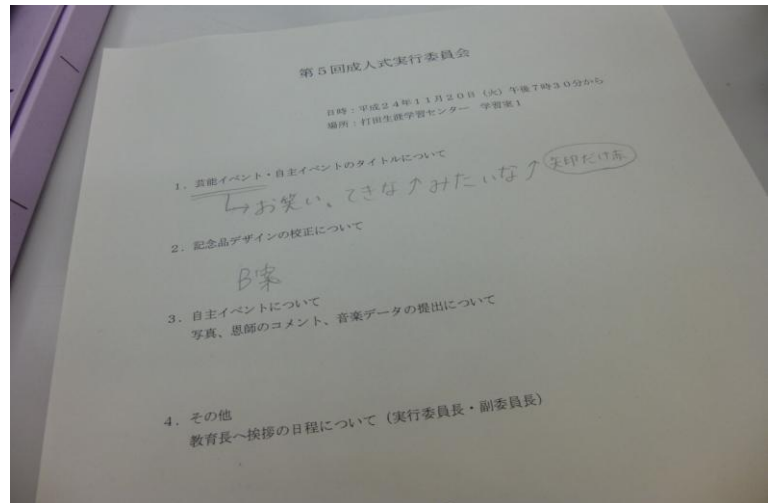 第5回成人式実行委員会
日時：平成24年11月20日（火）午後7時30分から
場所：打田生涯学習センター 学習室1
1．芸能イベント・自主イベントのタイトルについて
↳お笑い。てきな↑みたいな↑ 矢印だけ赤
2．記念品デザインの校正について
B案
3．自主イベントについて
写真、恩師のコメント、音楽データの提出について
4．その他
教育長へ挨拶の日程について（実行委員長・副委員長）